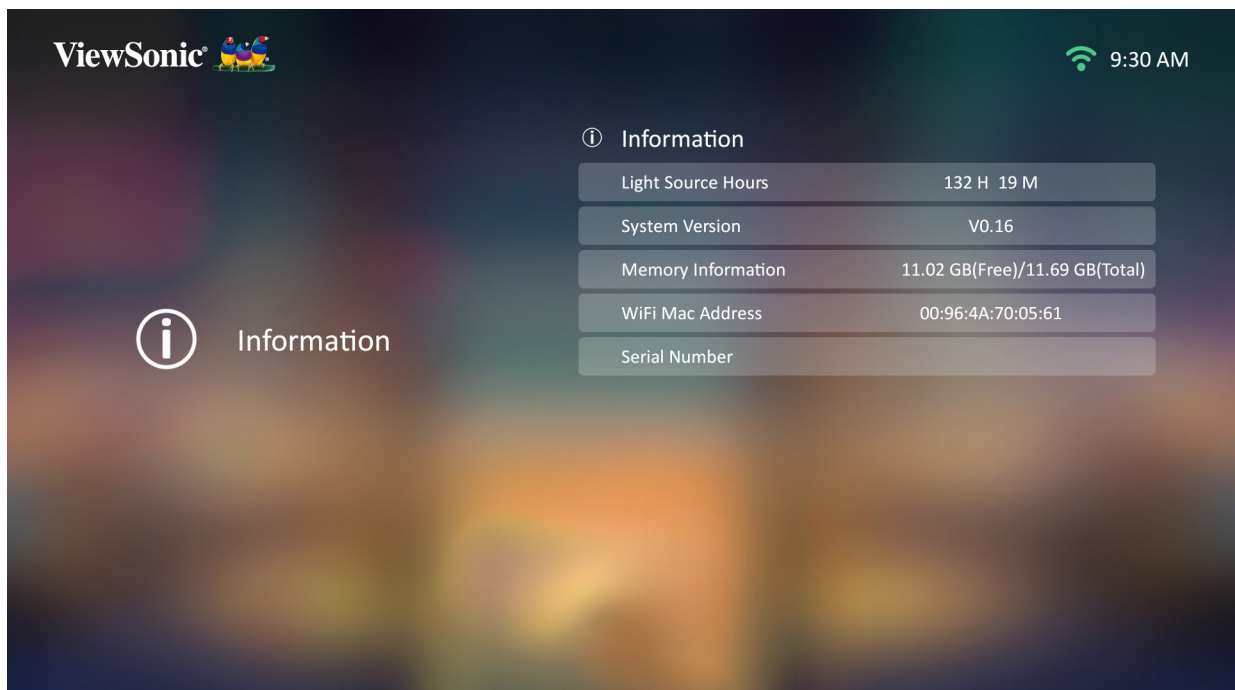 ViewSonic®
9:30 AM
Information
Light Source Hours 132 H 19 M
System Version V0.16
Memory Information 11.02 GB(Free)/11.69 GB(Total)
WiFi Mac Address 00:96:4A:70:05:61
Serial Number
Information